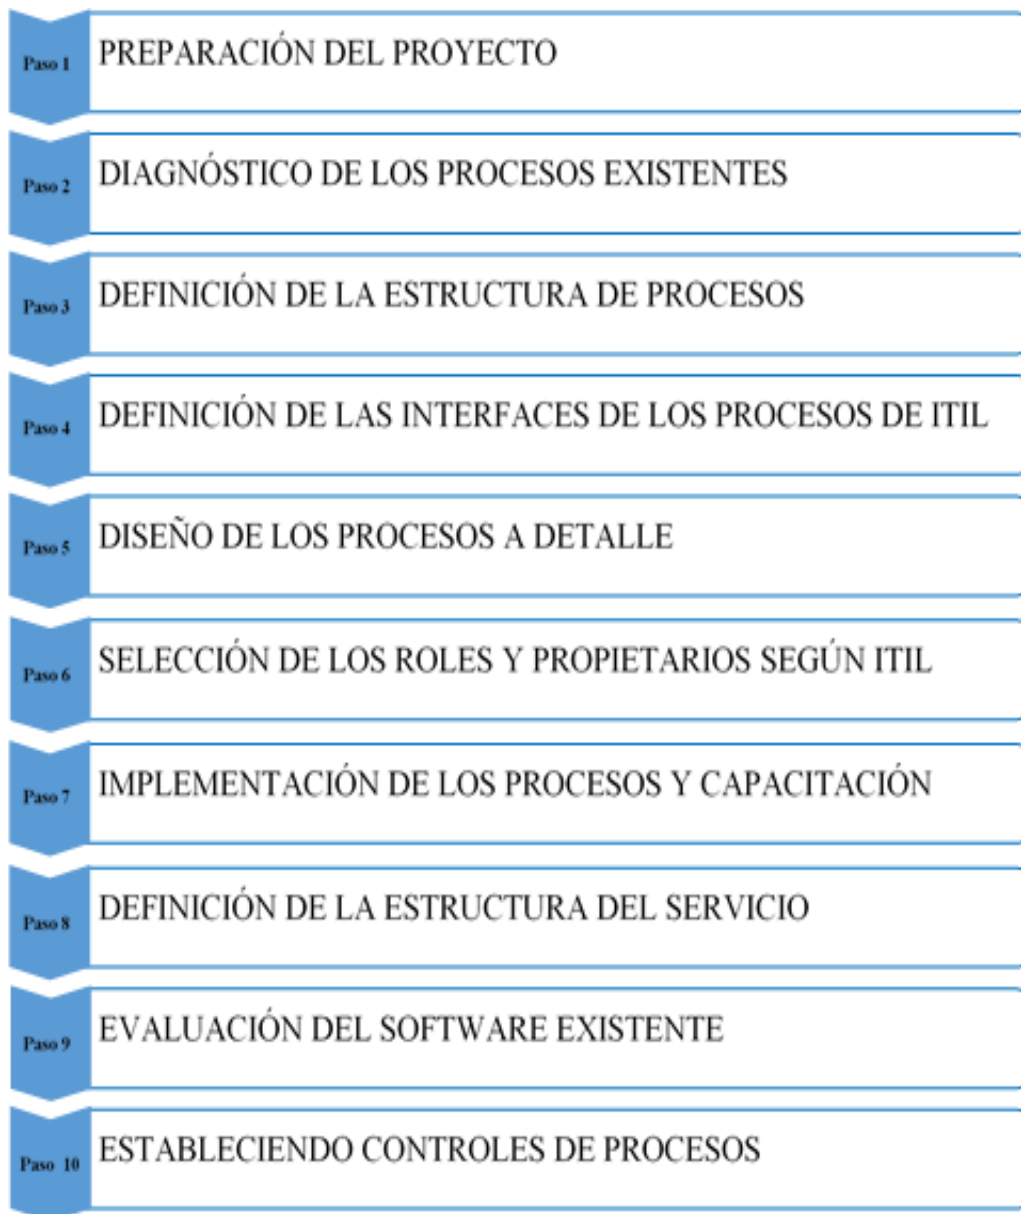 Paso 1
PREPARACIÓN DEL PROYECTO
Paso 2
DIAGNÓSTICO DE LOS PROCESOS EXISTENTES
Paso 3
DEFINICIÓN DE LA ESTRUCTURA DE PROCESOS
Paso 4
DEFINICIÓN DE LAS INTERFACES DE LOS PROCESOS DE ITIL
Paso 5
DISEÑO DE LOS PROCESOS A DETALLE
Paso 6
SELECCIÓN DE LOS ROLES Y PROPIETARIOS SEGÚN ITIL
Paso 7
IMPLEMENTACIÓN DE LOS PROCESOS Y CAPACITACIÓN
Paso 8
DEFINICIÓN DE LA ESTRUCTURA DEL SERVICIO
Paso 9
EVALUACIÓN DEL SOFTWARE EXISTENTE
Paso 10
ESTABLECIENDO CONTROLES DE PROCESOS